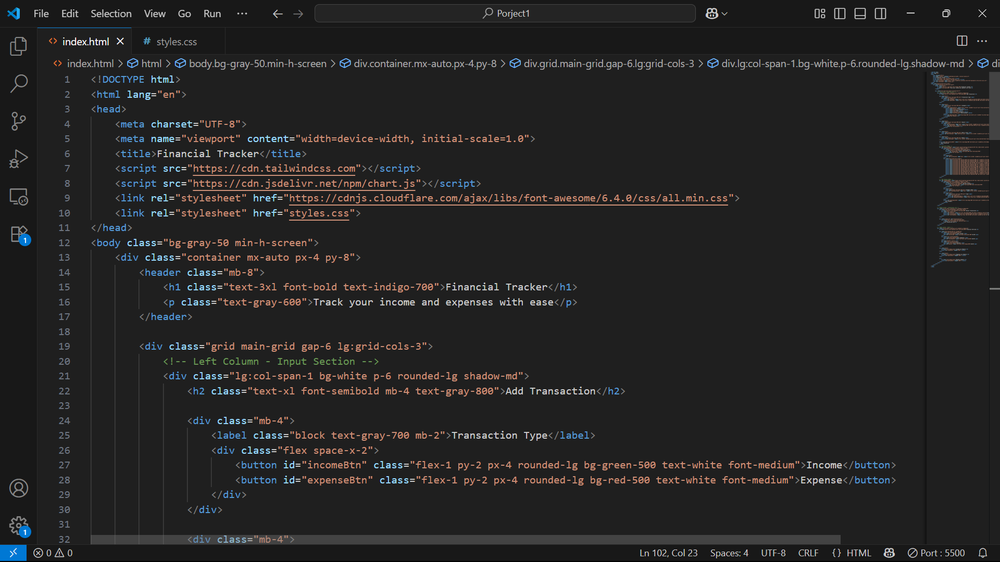 File Edit Selection View Go Run ··· Porject1
index.html styles.css
index.html > html > body.bg-gray-50.min-h-screen > div.container.mx-auto.px-4.py-8 > div.grid.main-grid.gap-6.lg:grid-cols-3 > div.lg:col-span-1.bg-white.p-6.rounded-lg.shadow-md > di
1 <!DOCTYPE html>
2 <html lang="en">
3 <head>
4 <meta charset="UTF-8">
5 <meta name="viewport" content="width=device-width, initial-scale=1.0">
6 <title>Financial Tracker</title>
7 <script src="https://cdn.tailwindcss.com"></script>
8 <script src="https://cdn.jsdelivr.net/npm/chart.js"></script>
9 <link rel="stylesheet" href="https://cdnjs.cloudflare.com/ajax/libs/font-awesome/6.4.0/css/all.min.css">
10 <link rel="stylesheet" href="styles.css">
11 </head>
12 <body class="bg-gray-50 min-h-screen">
13 <div class="container mx-auto px-4 py-8">
14 <header class="mb-8">
15 <h1 class="text-3xl font-bold text-indigo-700">Financial Tracker</h1>
16 <p class="text-gray-600">Track your income and expenses with ease</p>
17 </header>
18
19 <div class="grid main-grid gap-6 lg:grid-cols-3">
20 <!-- Left Column - Input Section -->
21 <div class="lg:col-span-1 bg-white p-6 rounded-lg shadow-md">
22 <h2 class="text-xl font-semibold mb-4 text-gray-800">Add Transaction</h2>
23
24 <div class="mb-4">
25 <label class="block text-gray-700 mb-2">Transaction Type</label>
26 <div class="flex space-x-2">
27 <button id="incomeBtn" class="flex-1 py-2 px-4 rounded-lg bg-green-500 text-white font-medium">Income</button>
28 <button id="expenseBtn" class="flex-1 py-2 px-4 rounded-lg bg-red-500 text-white font-medium">Expense</button>
29 </div>
30 </div>
31
32 <div class="mb-4">
1
1
0 0 Ln 102, Col 23 Spaces: 4 UTF-8 CRLF {} HTML Port : 5500